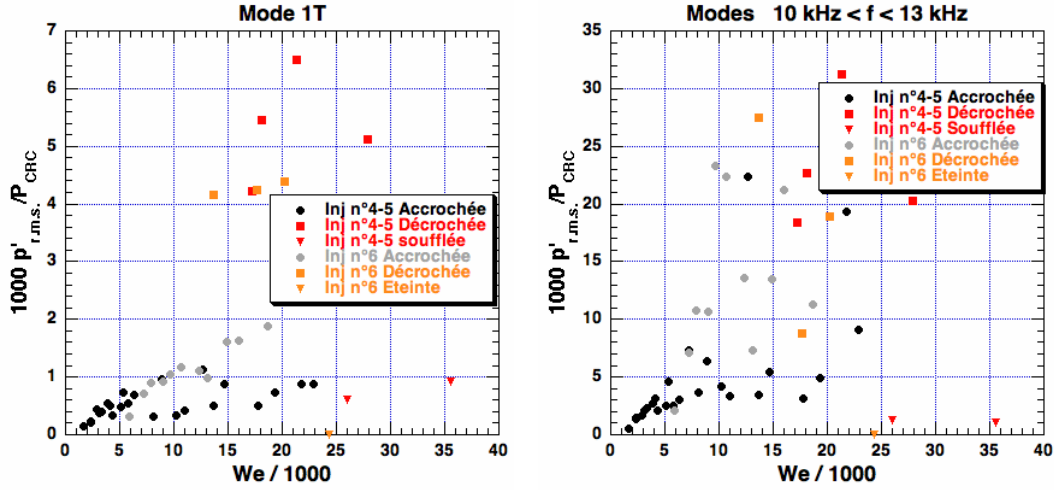 Mode 1T
7
6
5
4
3
2
1
0
1000 p'r.m.s./PCRC
Inj n°4-5 Accrochée
Inj n°4-5 Décrochée
Inj n°4-5 soufflée
Inj n°6 Accrochée
Inj n°6 Décrochée
Inj n°6 Eteinte
0 5 10 15 20 25 30 35 40
We / 1000
Modes 10 kHz < f < 13 kHz
35
30
25
20
15
10
5
0
1000 p'r.m.s./PCRC
Inj n°4-5 Accrochée
Inj n°4-5 Décrochée
Inj n°4-5 Soufflée
Inj n°6 Accrochée
Inj n°6 Décrochée
Inj n°6 Eteinte
0 5 10 15 20 25 30 35 40
We / 1000